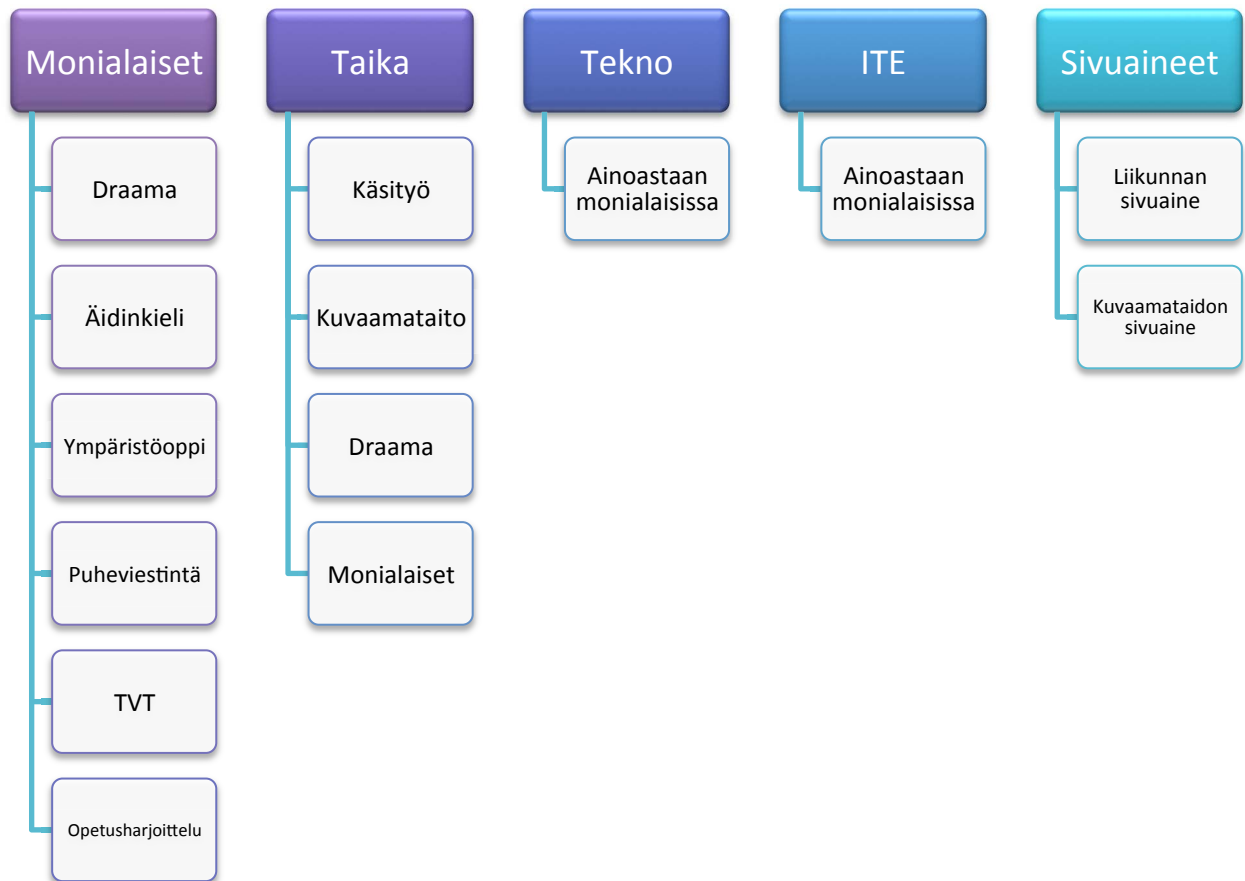 Monialaiset
Draama
Äidinkieli
Ympäristöoppi
Puheviestintä
TVT
Opetusharjoittelu
Taika
Käsityö
Kuvaamataito
Draama
Monialaiset
Tekno
Ainoastaan
monialaisissa
ITE
Ainoastaan
monialaisissa
Sivuaineet
Liikunnan
sivuaine
Kuvaamataidon
sivuaine